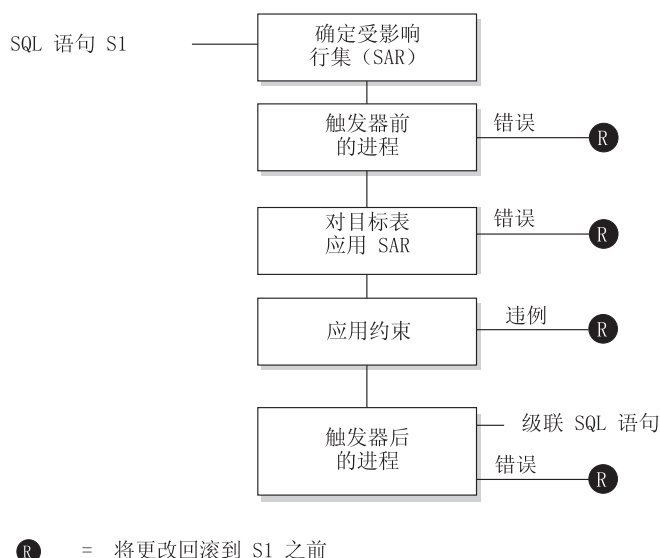 SQL 语句 S1
确定受影响
行集（SAR）
触发器前
的进程
错误
R
对目标表
应用 SAR
错误
R
应用约束
违例
R
触发器后
的进程
级联 SQL 语句
错误
R
R = 将更改回滚到 S1 之前